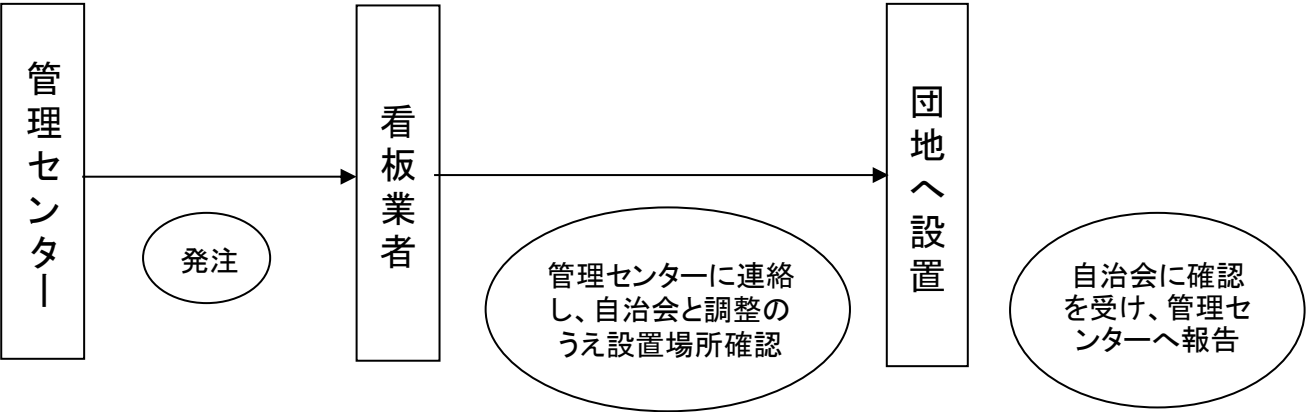 管理センター
発注
看板業者
管理センターに連絡
し、自治会と調整の
うえ設置場所確認
団地へ設置
自治会に確認
を受け、管理セ
ンターへ報告